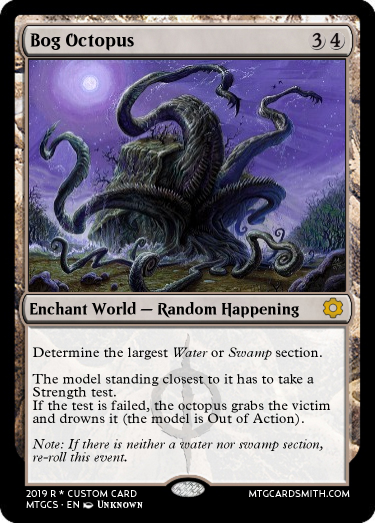 Bog Octopus 3 4
Enchant World — Random Happening
Determine the largest Water or Swamp section.
The model standing closest to it has to take a
Strength test.
If the test is failed, the octopus grabs the victim
and drowns it (the model is Out of Action).
Note: If there is neither a water nor swamp section,
re-roll this event.
2019 R * CUSTOM CARD
MTGCS · EN Unknown
MTGCARDSMITH.COM